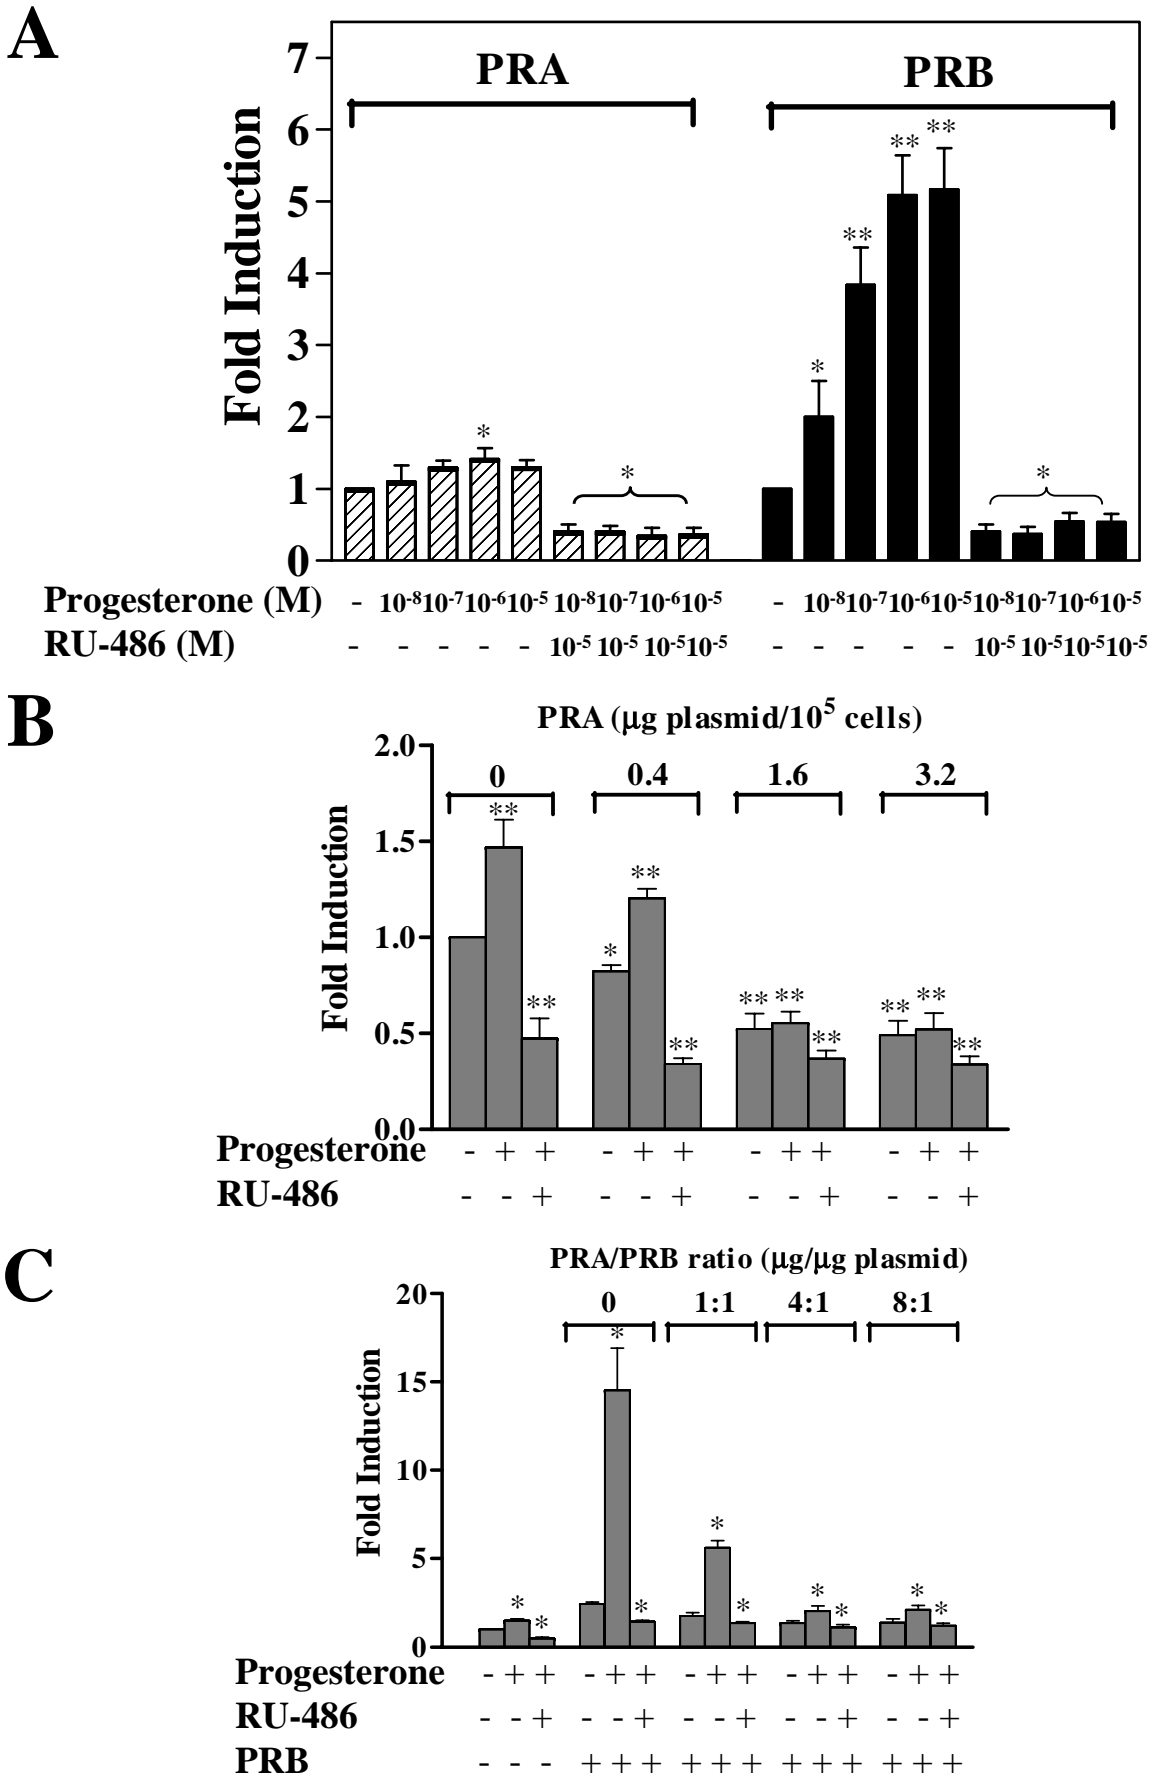 A
PRA
PRB
Fold Induction
7
6
5
4
3
2
1
0
* * ** ** ** ** * *
Progesterone (M) - 10⁻⁸ 10⁻⁷ 10⁻⁶ 10⁻⁵ 10⁻⁸ 10⁻⁷ 10⁻⁶ 10⁻⁵ - 10⁻⁸ 10⁻⁷ 10⁻⁶ 10⁻⁵ 10⁻⁸ 10⁻⁷ 10⁻⁶ 10⁻⁵
RU-486 (M) - - - - - 10⁻⁵ 10⁻⁵ 10⁻⁵ 10⁻⁵ - - - - - 10⁻⁵ 10⁻⁵ 10⁻⁵ 10⁻⁵
B
PRA (μg plasmid/10⁵ cells)
0 0.4 1.6 3.2
Fold Induction
2.0
1.5
1.0
0.5
0.0
** ** * ** ** ** ** ** ** ** **
Progesterone - + + - + + - + + - + +
RU-486 - - + - - + - - + - - +
C
PRA/PRB ratio (μg/μg plasmid)
0 1:1 4:1 8:1
Fold Induction
20
15
10
5
0
* * * * * * * * * *
Progesterone - + + - + + - + + - + + - + +
RU-486 - - + - - + - - + - - + - - +
PRB - - - + + + + + + + + + + + +